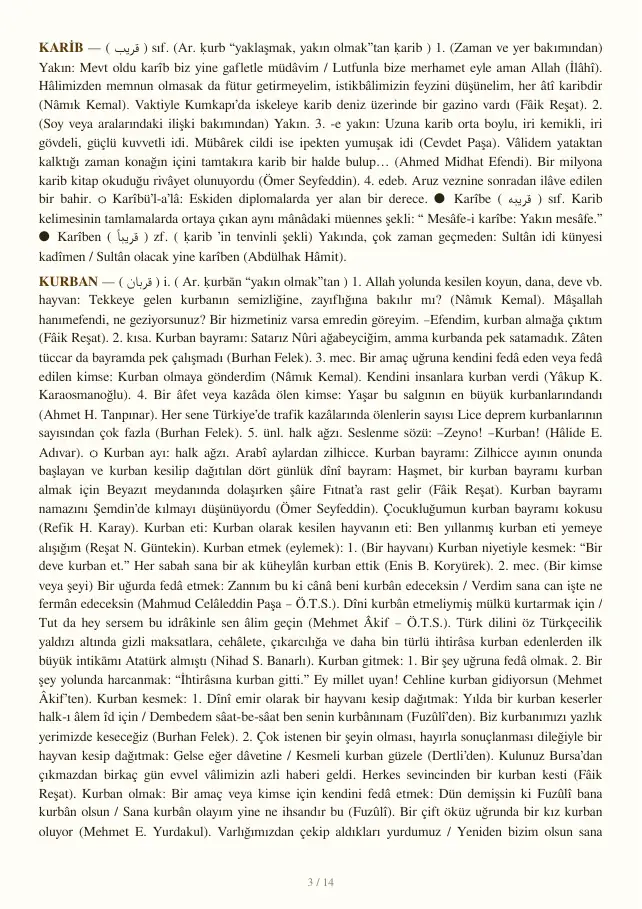 KARİB — ( قريب ) sıf. (Ar. ḳurb “yaklaşmak, yakın olmak”tan ḳarib ) 1. (Zaman ve yer bakımından)
Yakın: Mevt oldu karîb biz yine gafletle müdâvim / Lutfunla bize merhamet eyle aman Allah (İlâhî).
Hâlimizden memnun olmasak da fütur getirmeyelim, istikbâlimizin feyzini düşünelim, her âtî karibdir
(Nâmık Kemal). Vaktiyle Kumkapı’da iskeleye karib deniz üzerinde bir gazino vardı (Fâik Reşat). 2.
(Soy veya aralarındaki ilişki bakımından) Yakın. 3. -e yakın: Uzuna karib orta boylu, iri kemikli, iri
gövdeli, güçlü kuvvetli idi. Mübârek cildi ise ipekten yumuşak idi (Cevdet Paşa). Vâlidem yataktan
kalktığı zaman konağın içini tamtakıra karib bir halde bulup… (Ahmed Midhat Efendi). Bir milyona
karib kitap okuduğu rivâyet olunuyordu (Ömer Seyfeddin). 4. edeb. Aruz veznine sonradan ilâve edilen
bir bahir. ѻ Karîbü’l-a’lâ: Eskiden diplomalarda yer alan bir derece. ● Karîbe ( قريبه ) sıf. Karib
kelimesinin tamlamalarda ortaya çıkan aynı mânâdaki müennes şekli: “ Mesâfe-i karîbe: Yakın mesâfe.”
● Karîben ( قريباً ) zf. ( ḳarib ’in tenvinli şekli) Yakında, çok zaman geçmeden: Sultân idi künyesi
kadîmen / Sultan olacak yine karîben (Abdülhak Hâmit).
KURBAN — ( قربان ) i. ( Ar. ḳurbān “yakın olmak”tan ) 1. Allah yolunda kesilen koyun, dana, deve vb.
hayvan: Tekkeye gelen kurbanın semizliğine, zayıflığına bakılır mı? (Nâmık Kemal). Mâşallah
hanımefendi, ne geziyorsunuz? Bir hizmetiniz varsa emredin göreyim. –Efendim, kurban almağa çıktım
(Fâik Reşat). 2. kısa. Kurban bayramı: Satarız Nûri ağabeyciğim, amma kurbanda pek satamadık. Zâten
tüccar da bayramda pek çalışmadı (Burhan Felek). 3. mec. Bir amaç uğruna kendini fedâ eden veya fedâ
edilen kimse: Kurban olmaya gönderdim (Nâmık Kemal). Kendini insanlara kurban verdi (Yâkup K.
Karaosmanoğlu). 4. Bir âfet veya kazâda ölen kimse: Yaşar bu salgının en büyük kurbanlarındandı
(Ahmet H. Tanpınar). Her sene Türkiye’de trafik kazâlarında ölenlerin sayısı Lice deprem kurbanlarının
sayısından çok fazla (Burhan Felek). 5. ünl. halk ağzı. Seslenme sözü: –Zeyno! –Kurban! (Hâlide E.
Adıvar). ѻ Kurban ayı: halk ağzı. Arabî aylardan zilhicce. Kurban bayramı: Zilhicce ayının onunda
başlayan ve kurban kesilip dağıtılan dört günlük dînî bayram: Haşmet, bir kurban bayramı kurban
almak için Beyazıt meydanında dolaşırken şâire Fıtnat’a rast gelir (Fâik Reşat). Kurban bayramı
namazını Şemdin’de kılmayı düşünüyordu (Ömer Seyfeddin). Çocukluğumun kurban bayramı kokusu
(Refik H. Karay). Kurban eti: Kurban olarak kesilen hayvanın eti: Ben yıllanmış kurban eti yemeye
alışığım (Reşat N. Güntekin). Kurban etmek (eylemek): 1. (Bir hayvanı) Kurban niyetiyle kesmek: “Bir
deve kurban et.” Her sabah sana bir ak küheylân kurban ettik (Enis B. Koryürek). 2. mec. (Bir kimse
veya şeyi) Bir uğurda fedâ etmek: Zannım bu ki cânâ beni kurbân edeceksin / Verdim sana can işte ne
fermân edeceksin (Mahmud Celâleddin Paşa – Ö.T.S.). Dîni kurbân etmeliymiş mülkü kurtarmak için /
Tut da hey sersem bu idrâkinle sen âlim geçin (Mehmet Âkif – Ö.T.S.). Türk dilini öz Türkçecilik
yaldızı altında gizli maksatlara, cehâlete, çıkarcılığa ve daha bin türlü ihtirâsa kurban edenlerden ilk
büyük intikāmı Atatürk almıştı (Nihad S. Banarlı). Kurban gitmek: 1. Bir şey uğruna fedâ olmak. 2. Bir
şey yolunda harcanmak: “İhtirâsına kurban gitti.” Ey millet uyan! Cehline kurban gidiyorsun (Mehmet
Âkif’ten). Kurban kesmek: 1. Dînî emir olarak bir hayvanı kesip dağıtmak: Yılda bir kurban keserler
halk-ı âlem îd için / Dembedem sâat-be-sâat ben senin kurbânınam (Fuzûlî’den). Biz kurbanımızı yazlık
yerimizde keseceğiz (Burhan Felek). 2. Çok istenen bir şeyin olması, hayırla sonuçlanması dileğiyle bir
hayvan kesip dağıtmak: Gelse eğer dâvetine / Kesmeli kurban güzele (Dertli’den). Kulunuz Bursa’dan
çıkmazdan birkaç gün evvel vâlimizin azli haberi geldi. Herkes sevincinden bir kurban kesti (Fâik
Reşat). Kurban olmak: Bir amaç veya kimse için kendini fedâ etmek: Dün demişsin ki Fuzûlî bana
kurbân olsun / Sana kurbân olayım yine ne ihsandır bu (Fuzûlî). Bir çift öküz uğrunda bir kız kurban
oluyor (Mehmet E. Yurdakul). Varlığımızdan çekip aldıkları yurdumuz / Yeniden bizim olsun sana
3 / 14